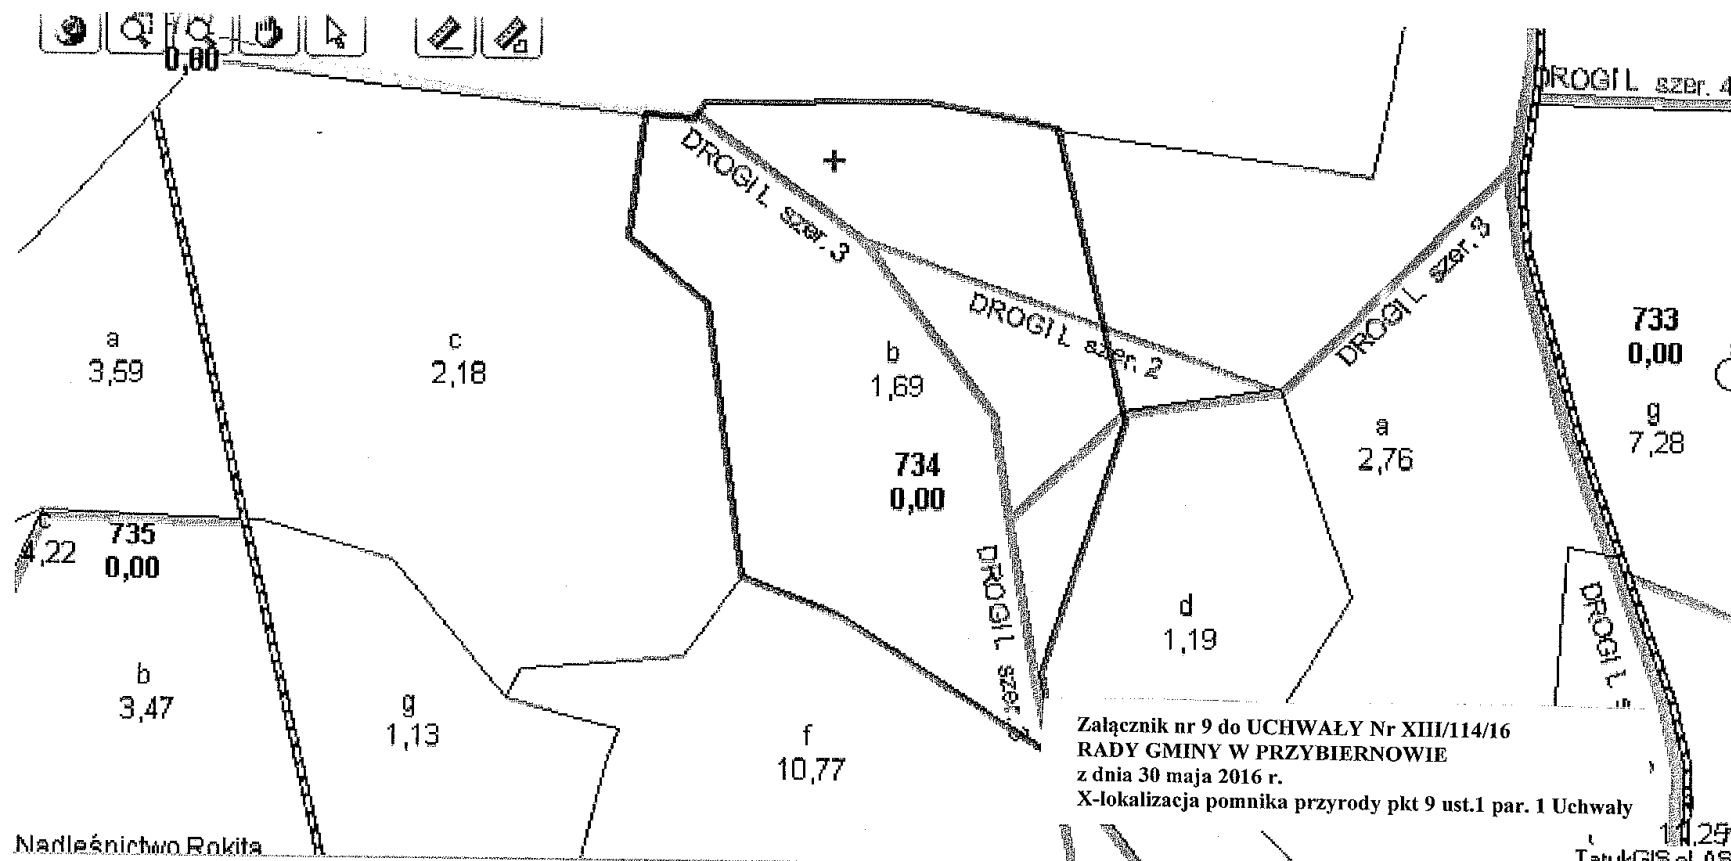 0,00
DROGI L szer. 4
DROGI L szer. 3
DROGI L szer. 2
DROGI L szer. 3
a
3,59
c
2,18
b
1,69
734
0,00
733
0,00
g
7,28
a
2,76
c
4,22
735
0,00
DROGI L szer. 3
d
1,19
DROGI L s
b
3,47
g
1,13
f
10,77
Załącznik nr 9 do UCHWAŁY Nr XIII/114/16
RADY GMINY W PRZYBIERNOWIE
z dnia 30 maja 2016 r.
X-lokalizacja pomnika przyrody pkt 9 ust.1 par. 1 Uchwały
Nadleśnictwo Rokita